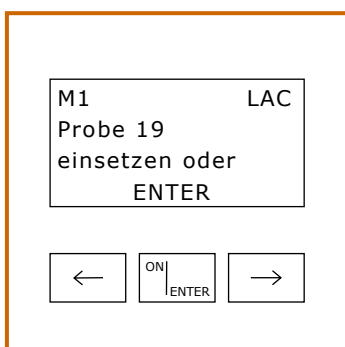 M1 LAC
Probe 19
einsetzen oder
ENTER
← ON ENTER →